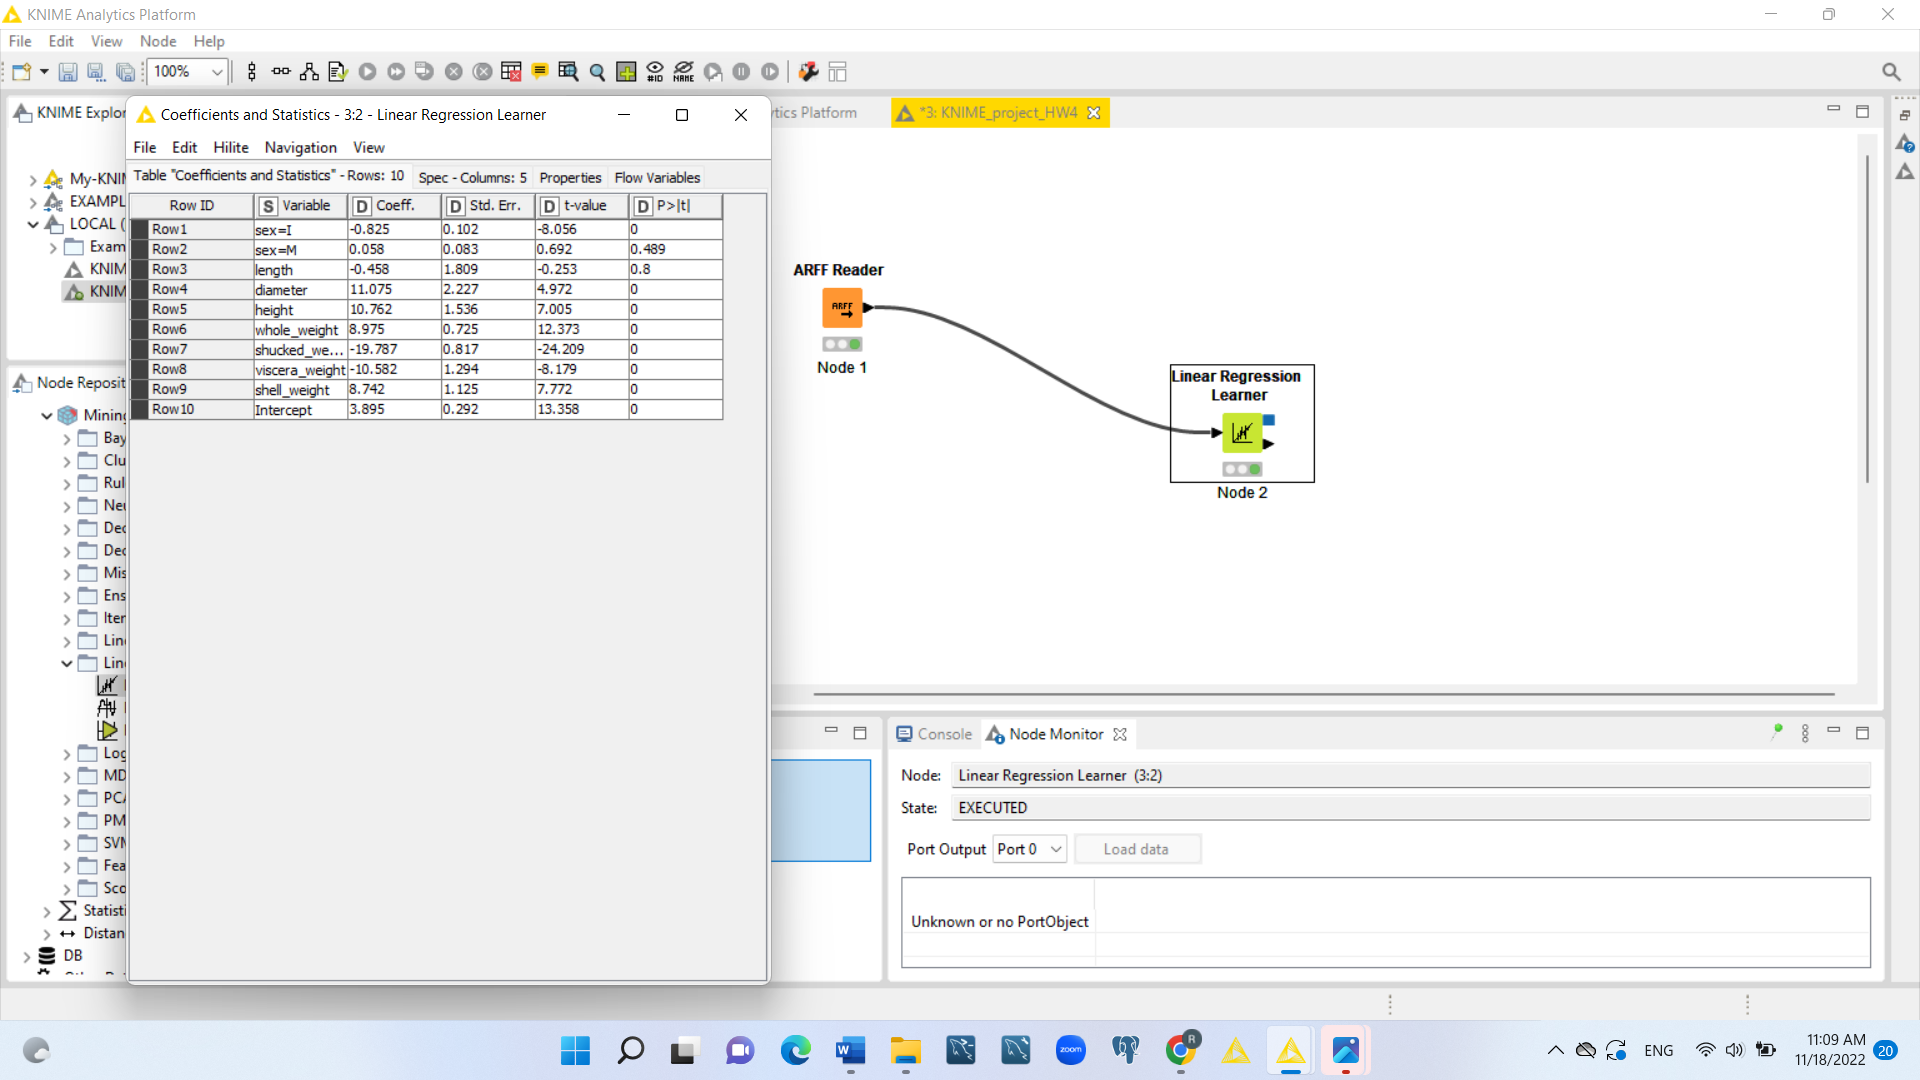 KNIME Analytics Platform
File Edit View Node Help
100%
#ID
NAME
KNIME Explor
Coefficients and Statistics - 3:2 - Linear Regression Learner
ytics Platform
*3: KNIME_project_HW4
File Edit Hilite Navigation View
Table "Coefficients and Statistics" - Rows: 10 Spec - Columns: 5 Properties Flow Variables
Row ID S Variable D Coeff. D Std. Err. D t-value D P>|t|
Row1 sex=I -0.825 0.102 -8.056 0
Row2 sex=M 0.058 0.083 0.692 0.489
Row3 length -0.458 1.809 -0.253 0.8
Row4 diameter 11.075 2.227 4.972 0
Row5 height 10.762 1.536 7.005 0
Row6 whole_weight 8.975 0.725 12.373 0
Row7 shucked_we... -19.787 0.817 -24.209 0
Row8 viscera_weight -10.582 1.294 -8.179 0
Row9 shell_weight 8.742 1.125 7.772 0
Row10 Intercept 3.895 0.292 13.358 0
My-KNI
EXAMPL
LOCAL (
Exam
KNIM
KNIM
Node Reposit
Mining
Bay
Clu
Rul
Neu
Dec
Dec
Mis
Ens
Iter
Line
Line
Log
MD
PCA
PM
SVM
Fea
Sco
Statisti
Distan
DB
ARFF Reader
ARFF
Node 1
Linear Regression
Learner
Node 2
Console Node Monitor
Node: Linear Regression Learner (3:2)
State: EXECUTED
Port Output Port 0 Load data
Unknown or no PortObject
zoom
R
ENG
11:09 AM
11/18/2022
20